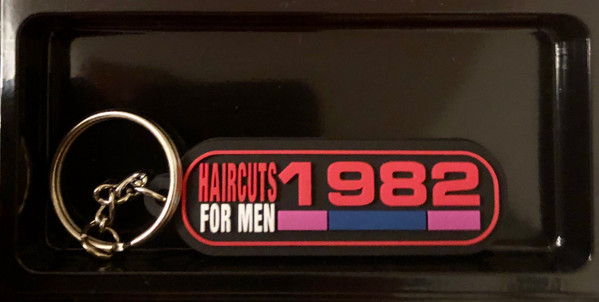 HAIRCUTS 1982
FOR MEN